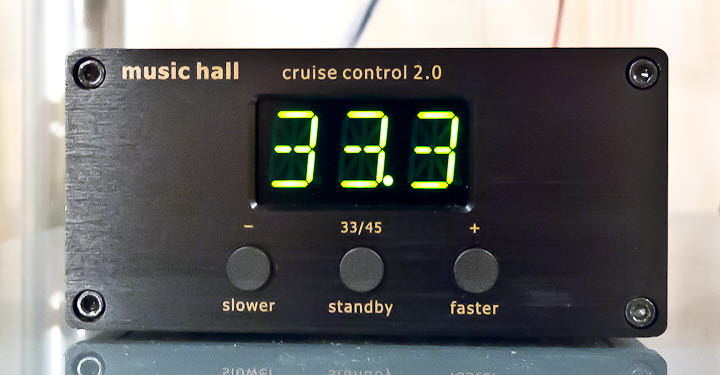 music hall cruise control 2.0
33.3
− 33/45 +
slower standby faster